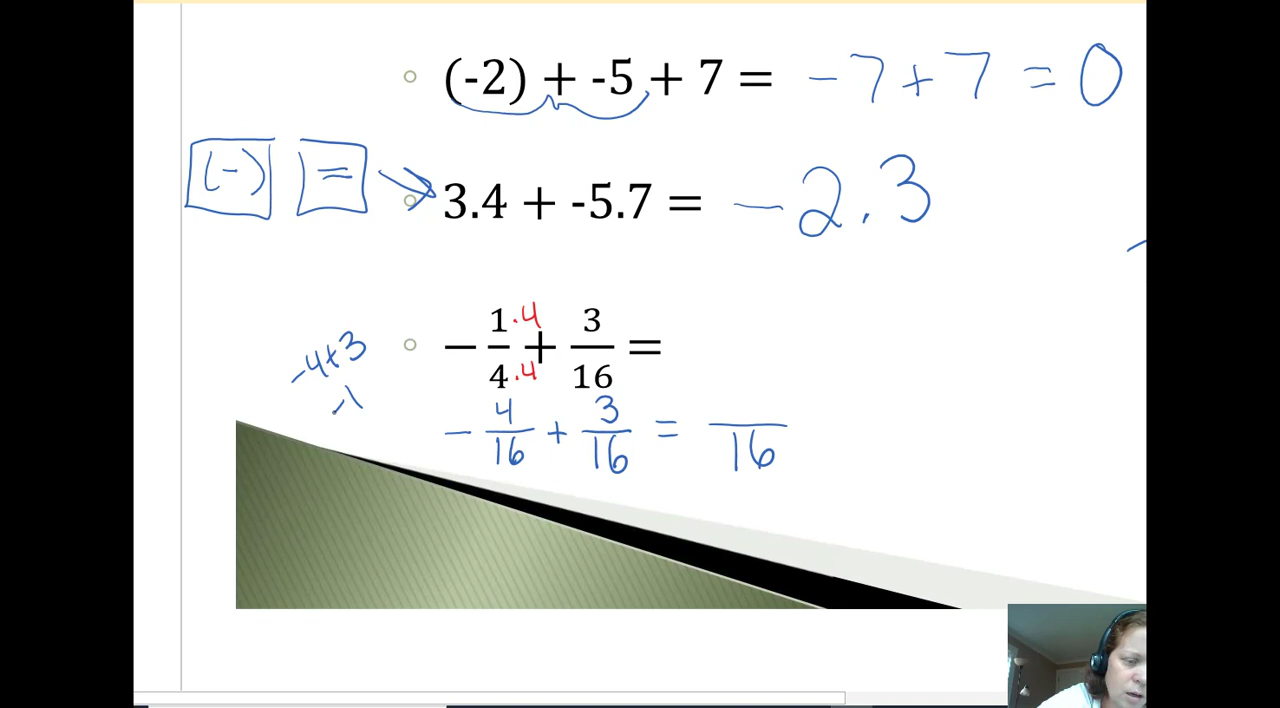 (-2) + -5 + 7 = -7 + 7 = 0
(-) =
3.4 + -5.7 = -2.3
-1/4 ·4/·4 + 3/16 =
-4+3
-4/16 + 3/16 = /16